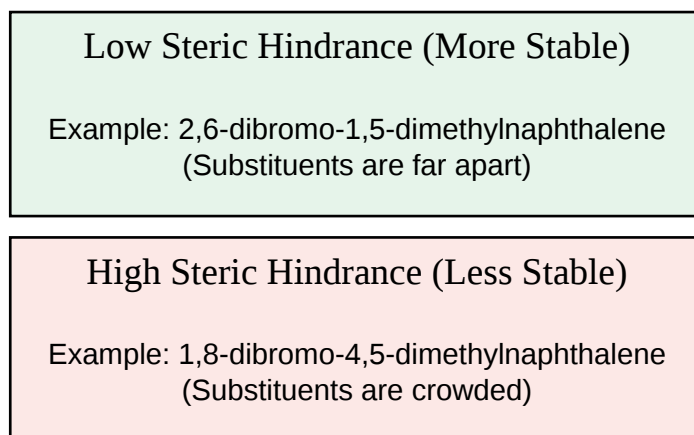 Low Steric Hindrance (More Stable)
Example: 2,6-dibromo-1,5-dimethylnaphthalene
(Substituents are far apart)
High Steric Hindrance (Less Stable)
Example: 1,8-dibromo-4,5-dimethylnaphthalene
(Substituents are crowded)